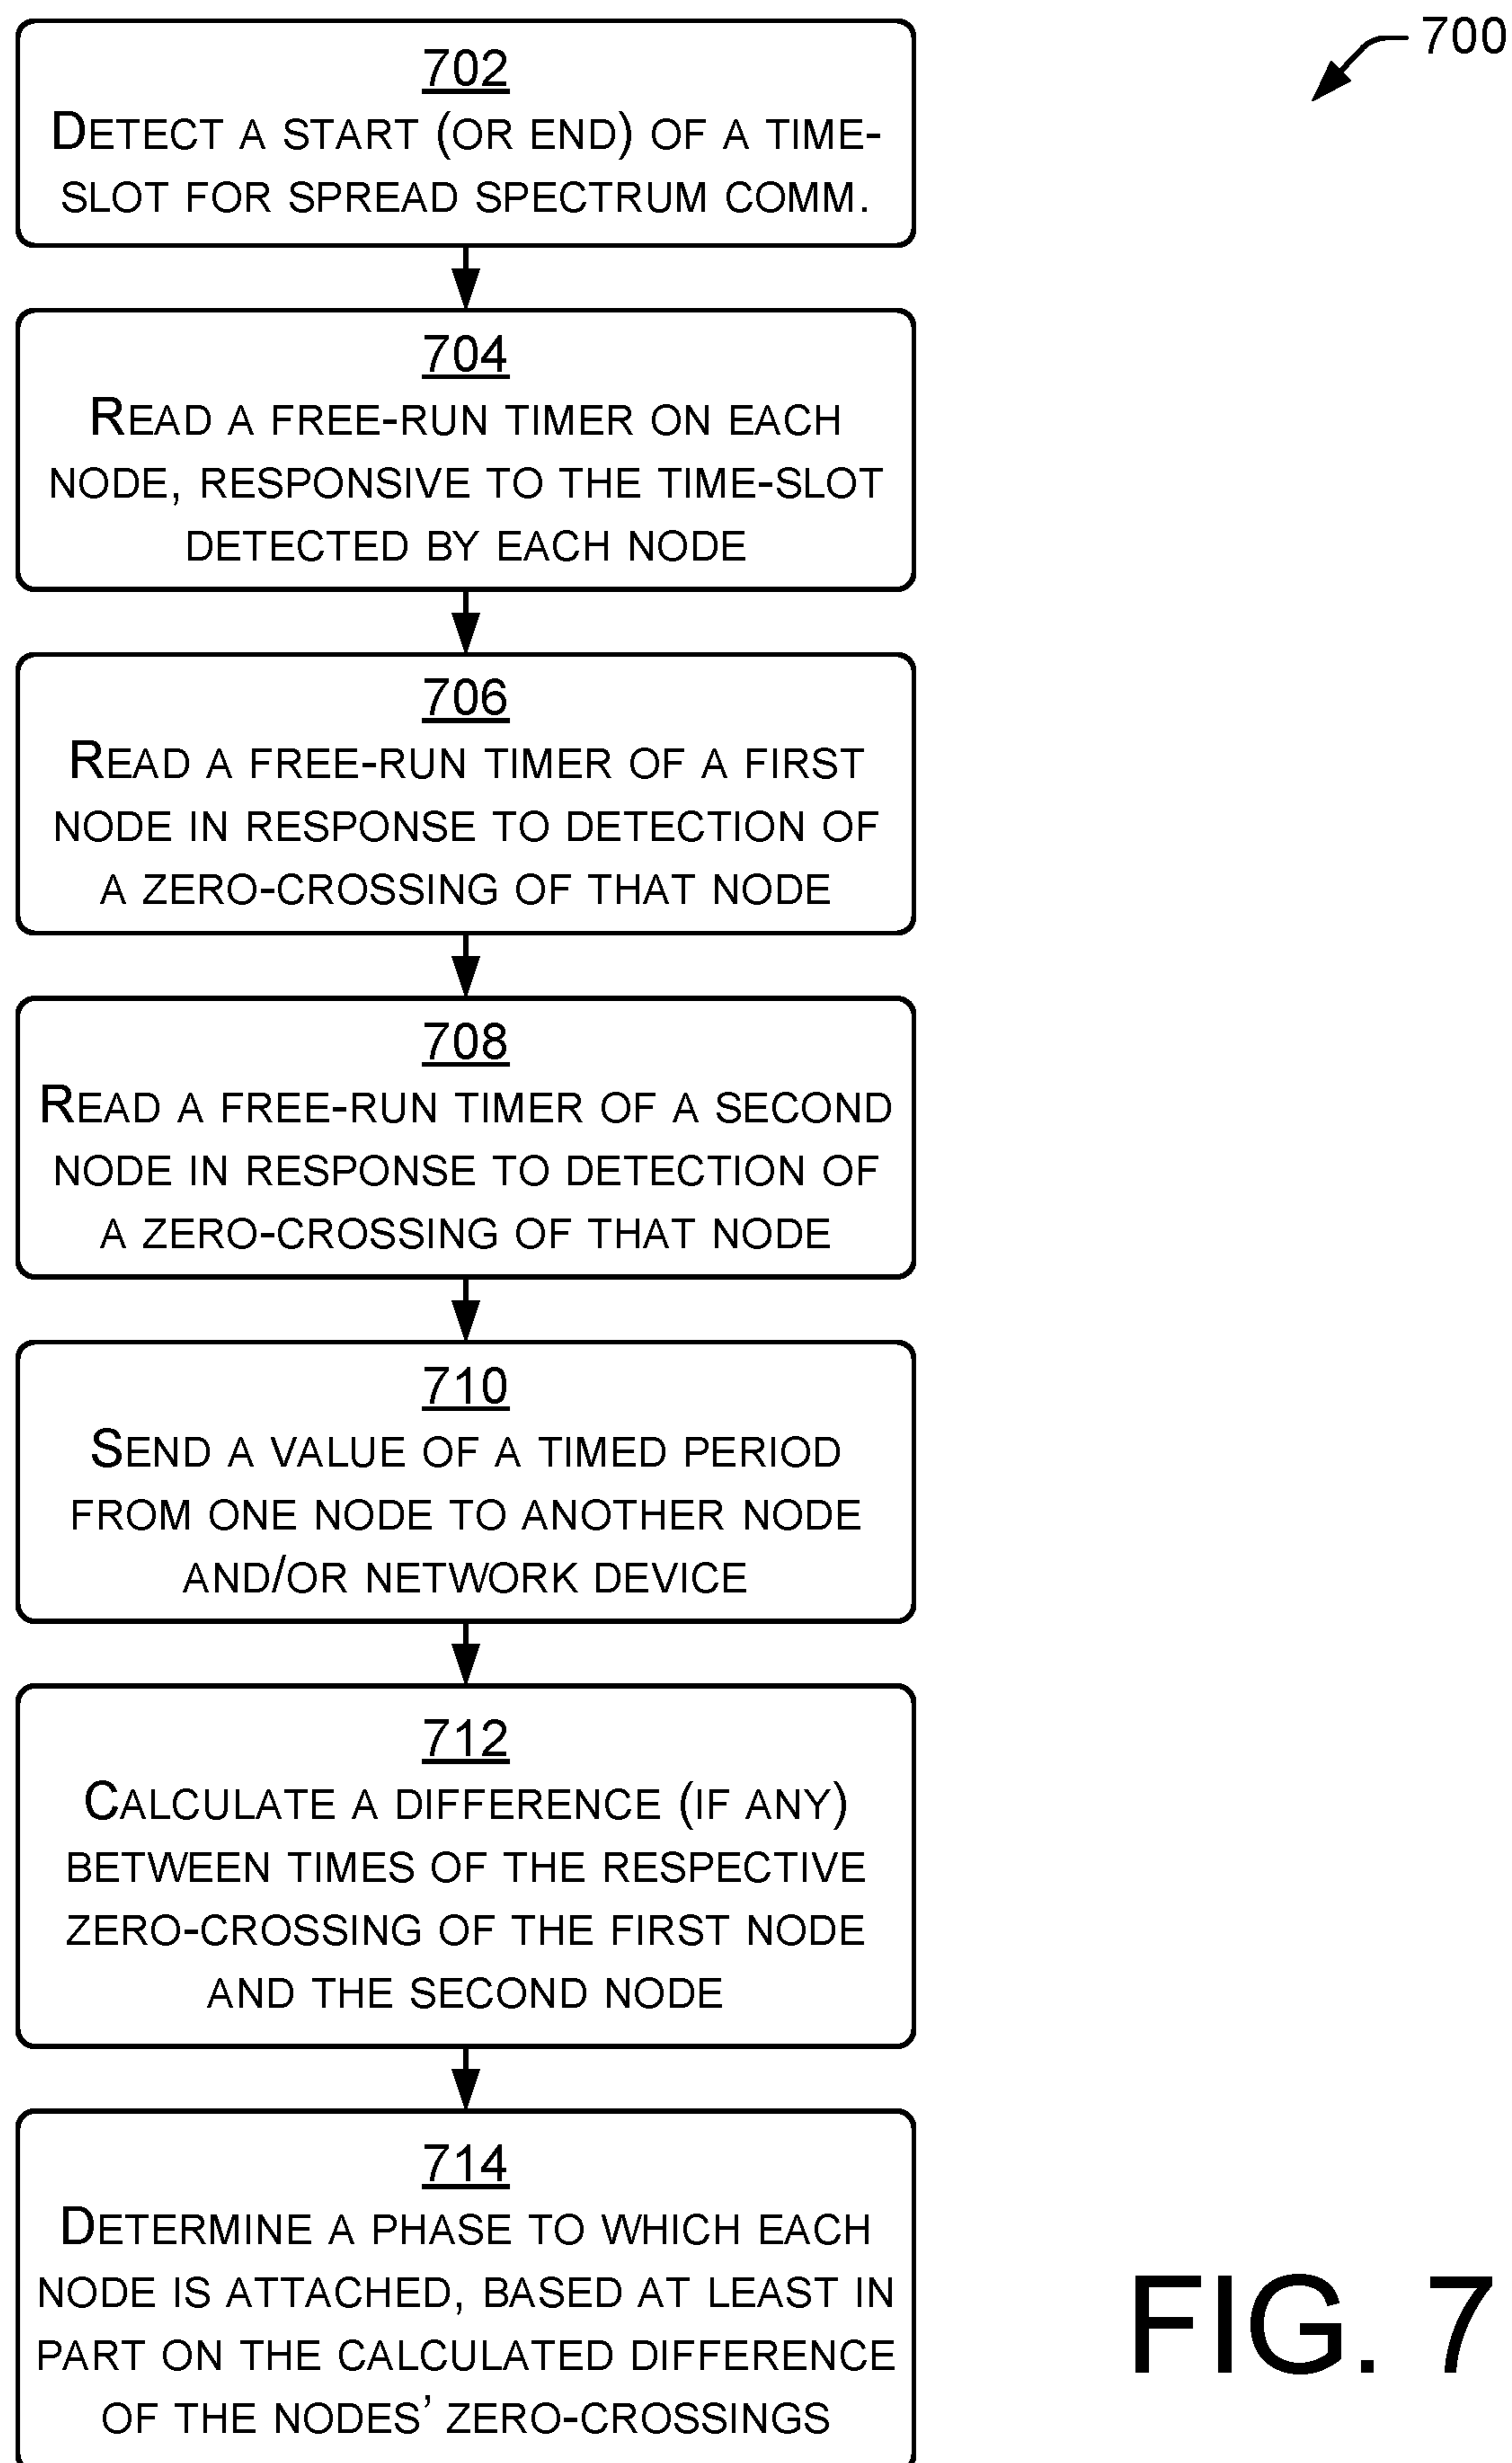 700
702
DETECT A START (OR END) OF A TIME-
SLOT FOR SPREAD SPECTRUM COMM.
704
READ A FREE-RUN TIMER ON EACH
NODE, RESPONSIVE TO THE TIME-SLOT
DETECTED BY EACH NODE
706
READ A FREE-RUN TIMER OF A FIRST
NODE IN RESPONSE TO DETECTION OF
A ZERO-CROSSING OF THAT NODE
708
READ A FREE-RUN TIMER OF A SECOND
NODE IN RESPONSE TO DETECTION OF
A ZERO-CROSSING OF THAT NODE
710
SEND A VALUE OF A TIMED PERIOD
FROM ONE NODE TO ANOTHER NODE
AND/OR NETWORK DEVICE
712
CALCULATE A DIFFERENCE (IF ANY)
BETWEEN TIMES OF THE RESPECTIVE
ZERO-CROSSING OF THE FIRST NODE
AND THE SECOND NODE
714
DETERMINE A PHASE TO WHICH EACH
NODE IS ATTACHED, BASED AT LEAST IN
PART ON THE CALCULATED DIFFERENCE
OF THE NODES’ ZERO-CROSSINGS
FIG. 7